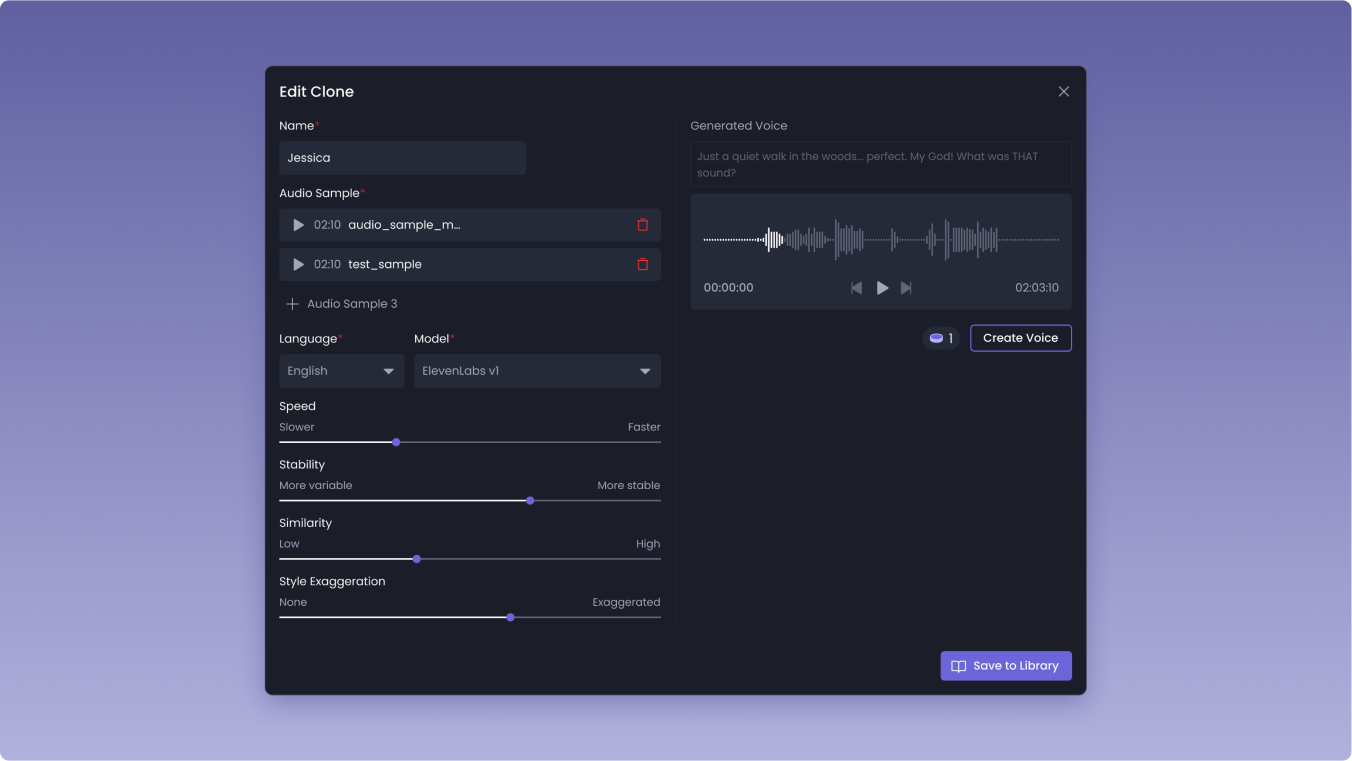 Edit Clone
Name*
Jessica
Audio Sample*
02:10 audio_sample_m...
02:10 test_sample
Audio Sample 3
Language* Model*
English ElevenLabs v1
Speed
Slower Faster
Stability
More variable More stable
Similarity
Low High
Style Exaggeration
None Exaggerated
Generated Voice
Just a quiet walk in the woods... perfect. My God! What was THAT
sound?
00:00:00 02:03:10
1 Create Voice
Save to Library